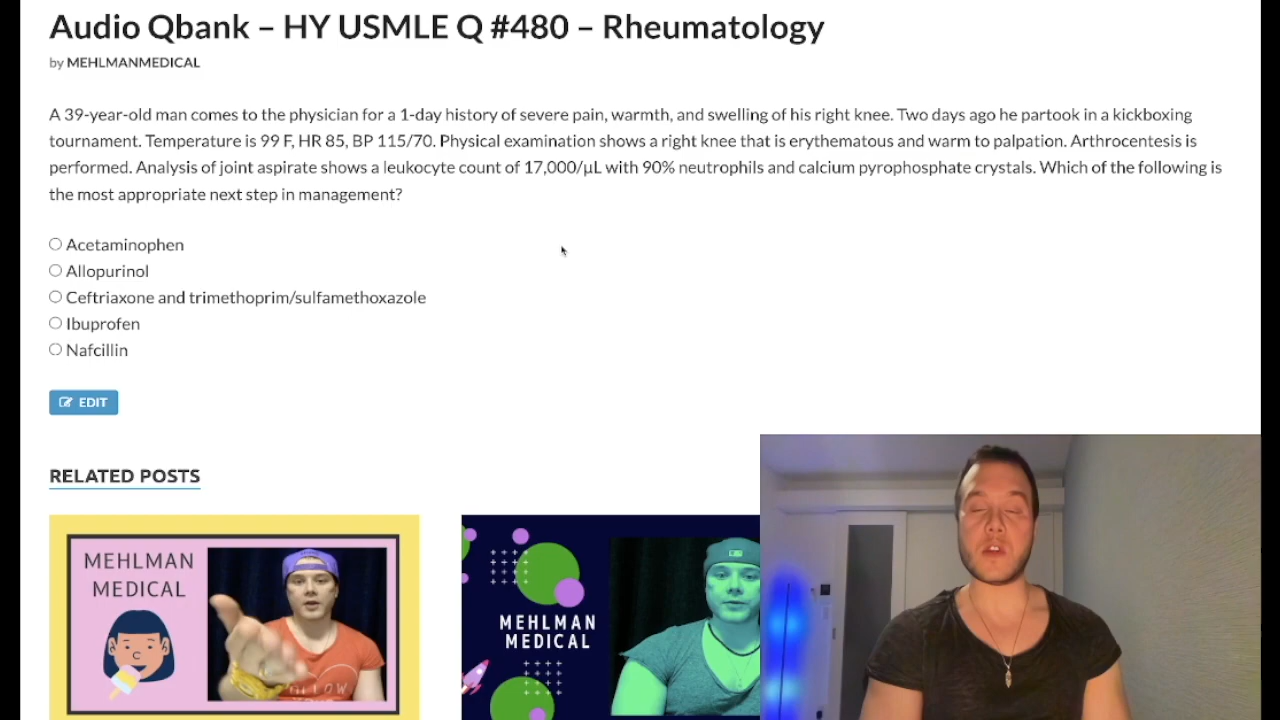 Audio Qbank – HY USMLE Q #480 – Rheumatology
by MEHLMANMEDICAL
A 39-year-old man comes to the physician for a 1-day history of severe pain, warmth, and swelling of his right knee. Two days ago he partook in a kickboxing
tournament. Temperature is 99 F, HR 85, BP 115/70. Physical examination shows a right knee that is erythematous and warm to palpation. Arthrocentesis is
performed. Analysis of joint aspirate shows a leukocyte count of 17,000/μL with 90% neutrophils and calcium pyrophosphate crystals. Which of the following is
the most appropriate next step in management?
Acetaminophen
Allopurinol
Ceftriaxone and trimethoprim/sulfamethoxazole
Ibuprofen
Nafcillin
EDIT
RELATED POSTS
MEHLMAN
MEDICAL
MEHLMAN
MEDICAL